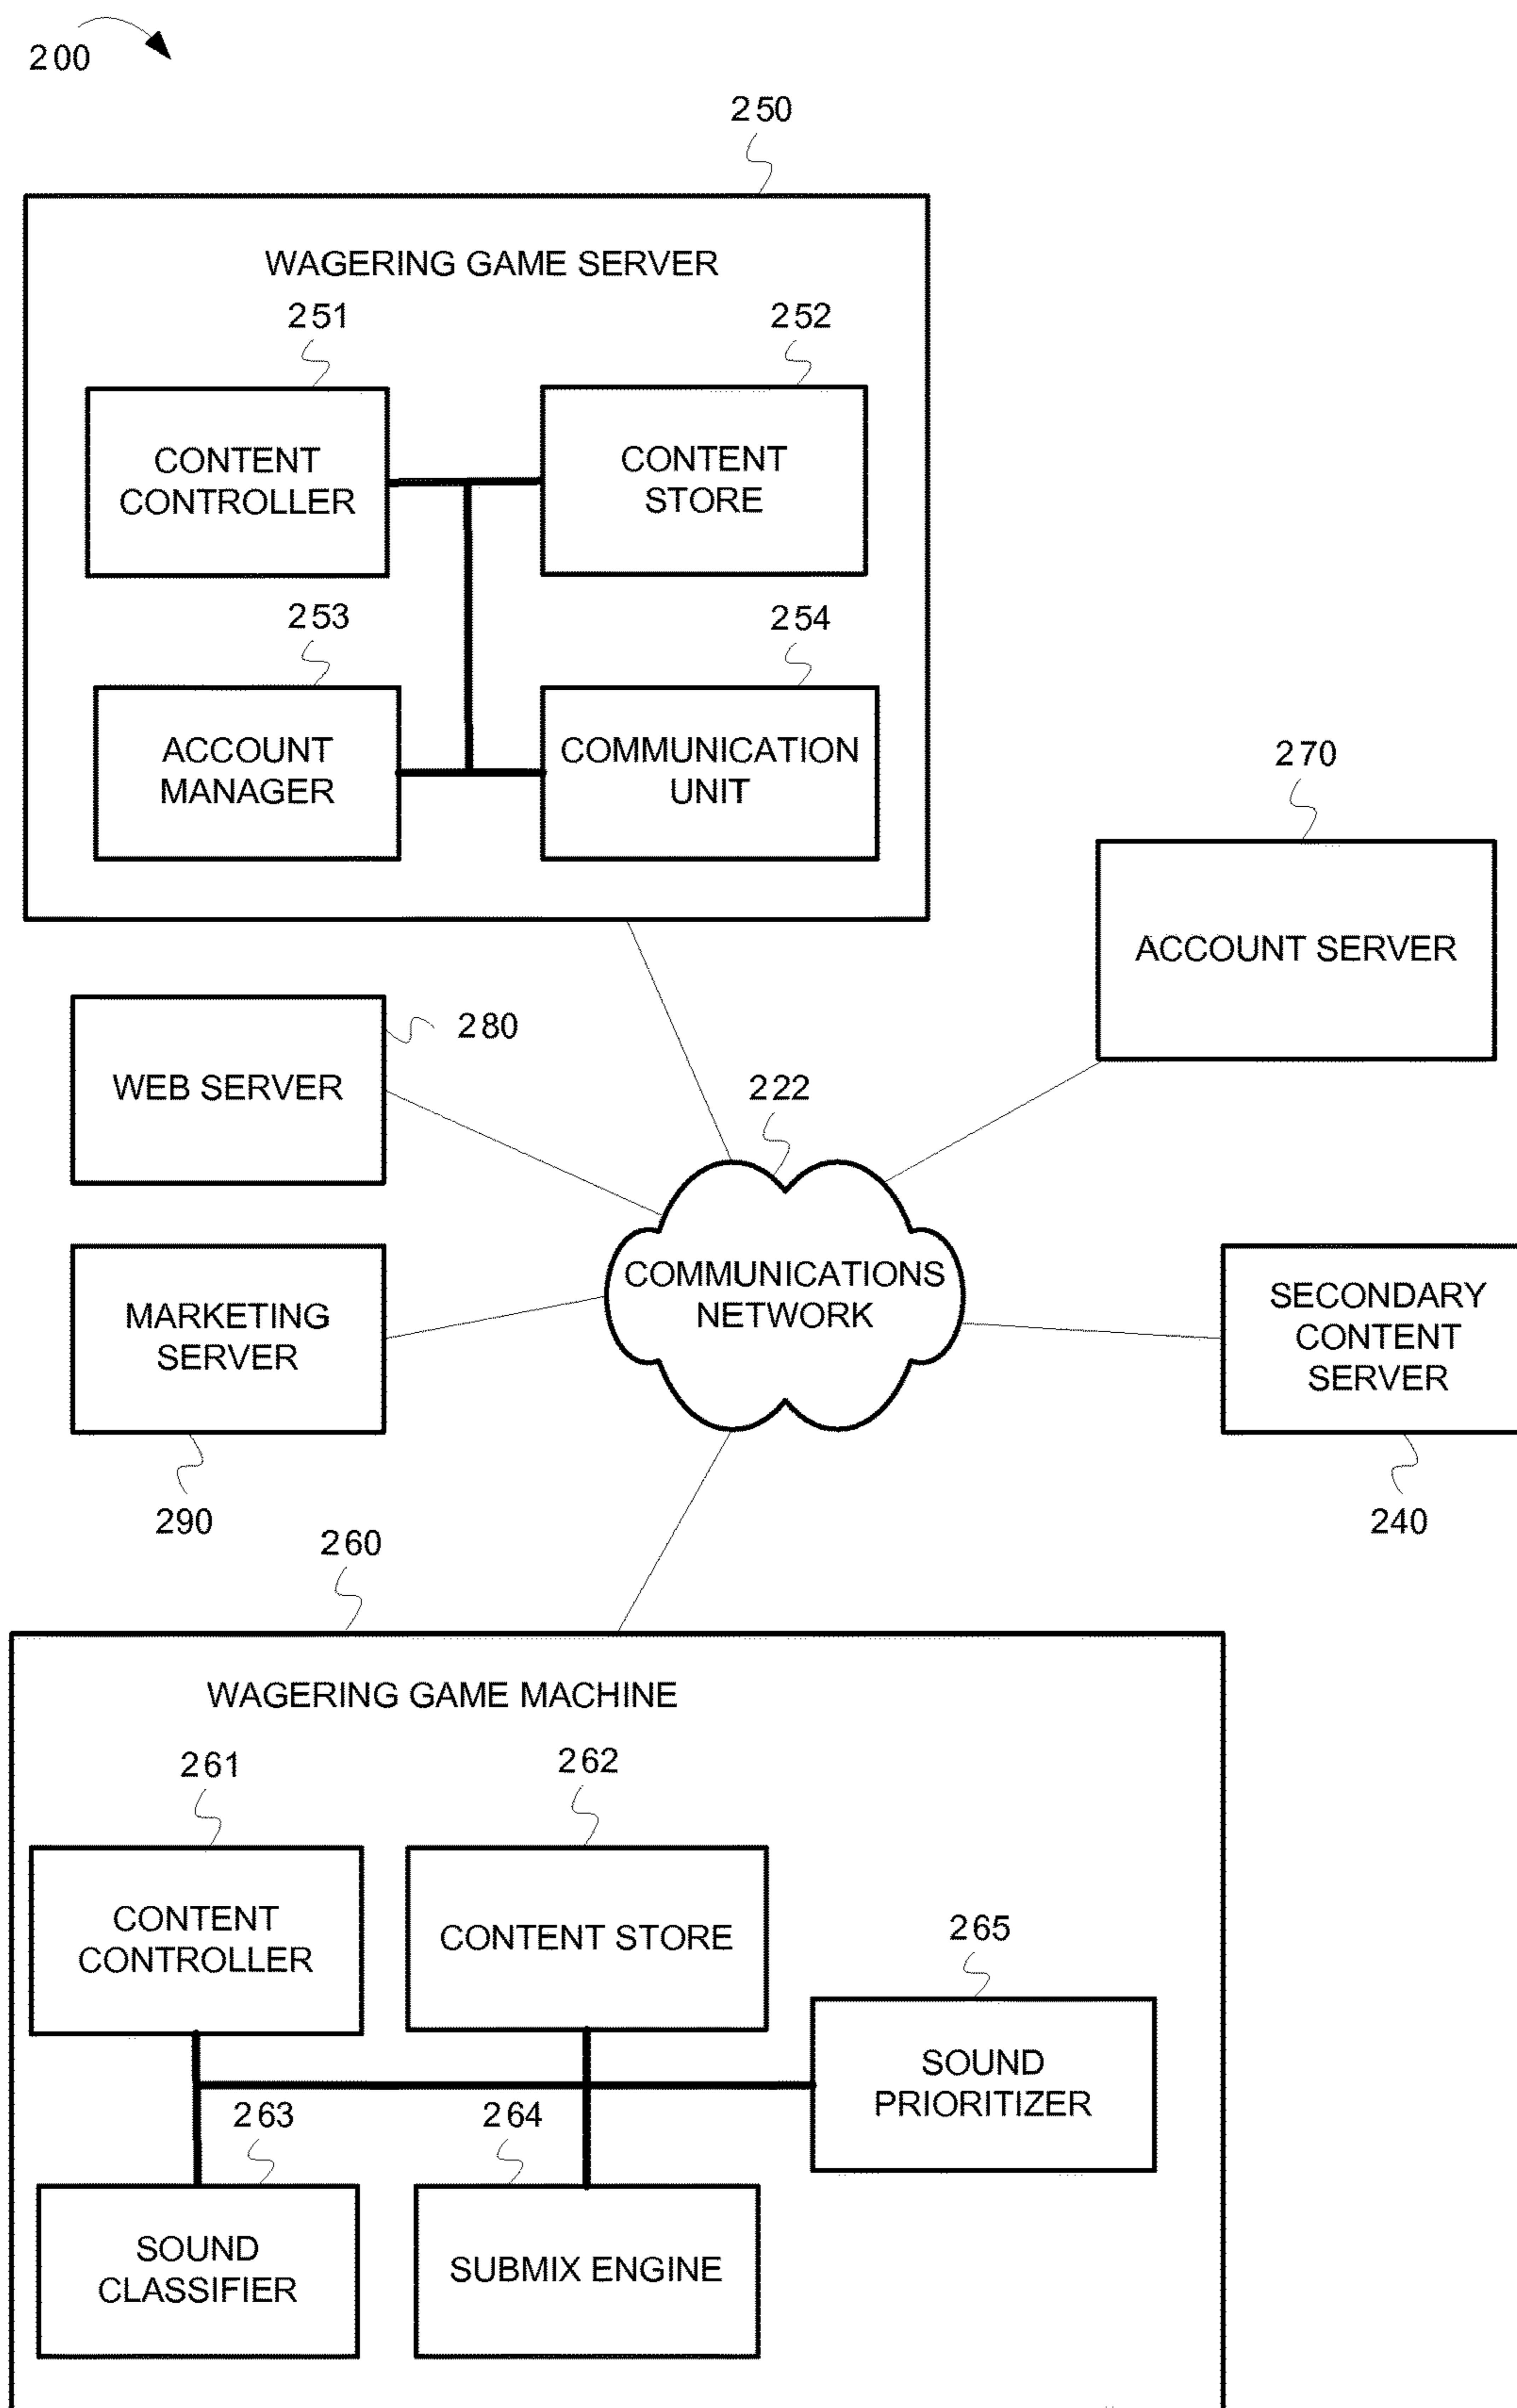 200
250
WAGERING GAME SERVER
251
252
CONTENT
CONTROLLER
CONTENT
STORE
253
254
ACCOUNT
MANAGER
COMMUNICATION
UNIT
270
ACCOUNT SERVER
280
WEB SERVER
222
COMMUNICATIONS
NETWORK
MARKETING
SERVER
290
SECONDARY
CONTENT
SERVER
240
260
WAGERING GAME MACHINE
261
262
CONTENT
CONTROLLER
CONTENT STORE
265
SOUND
PRIORITIZER
263
264
SOUND
CLASSIFIER
SUBMIX ENGINE